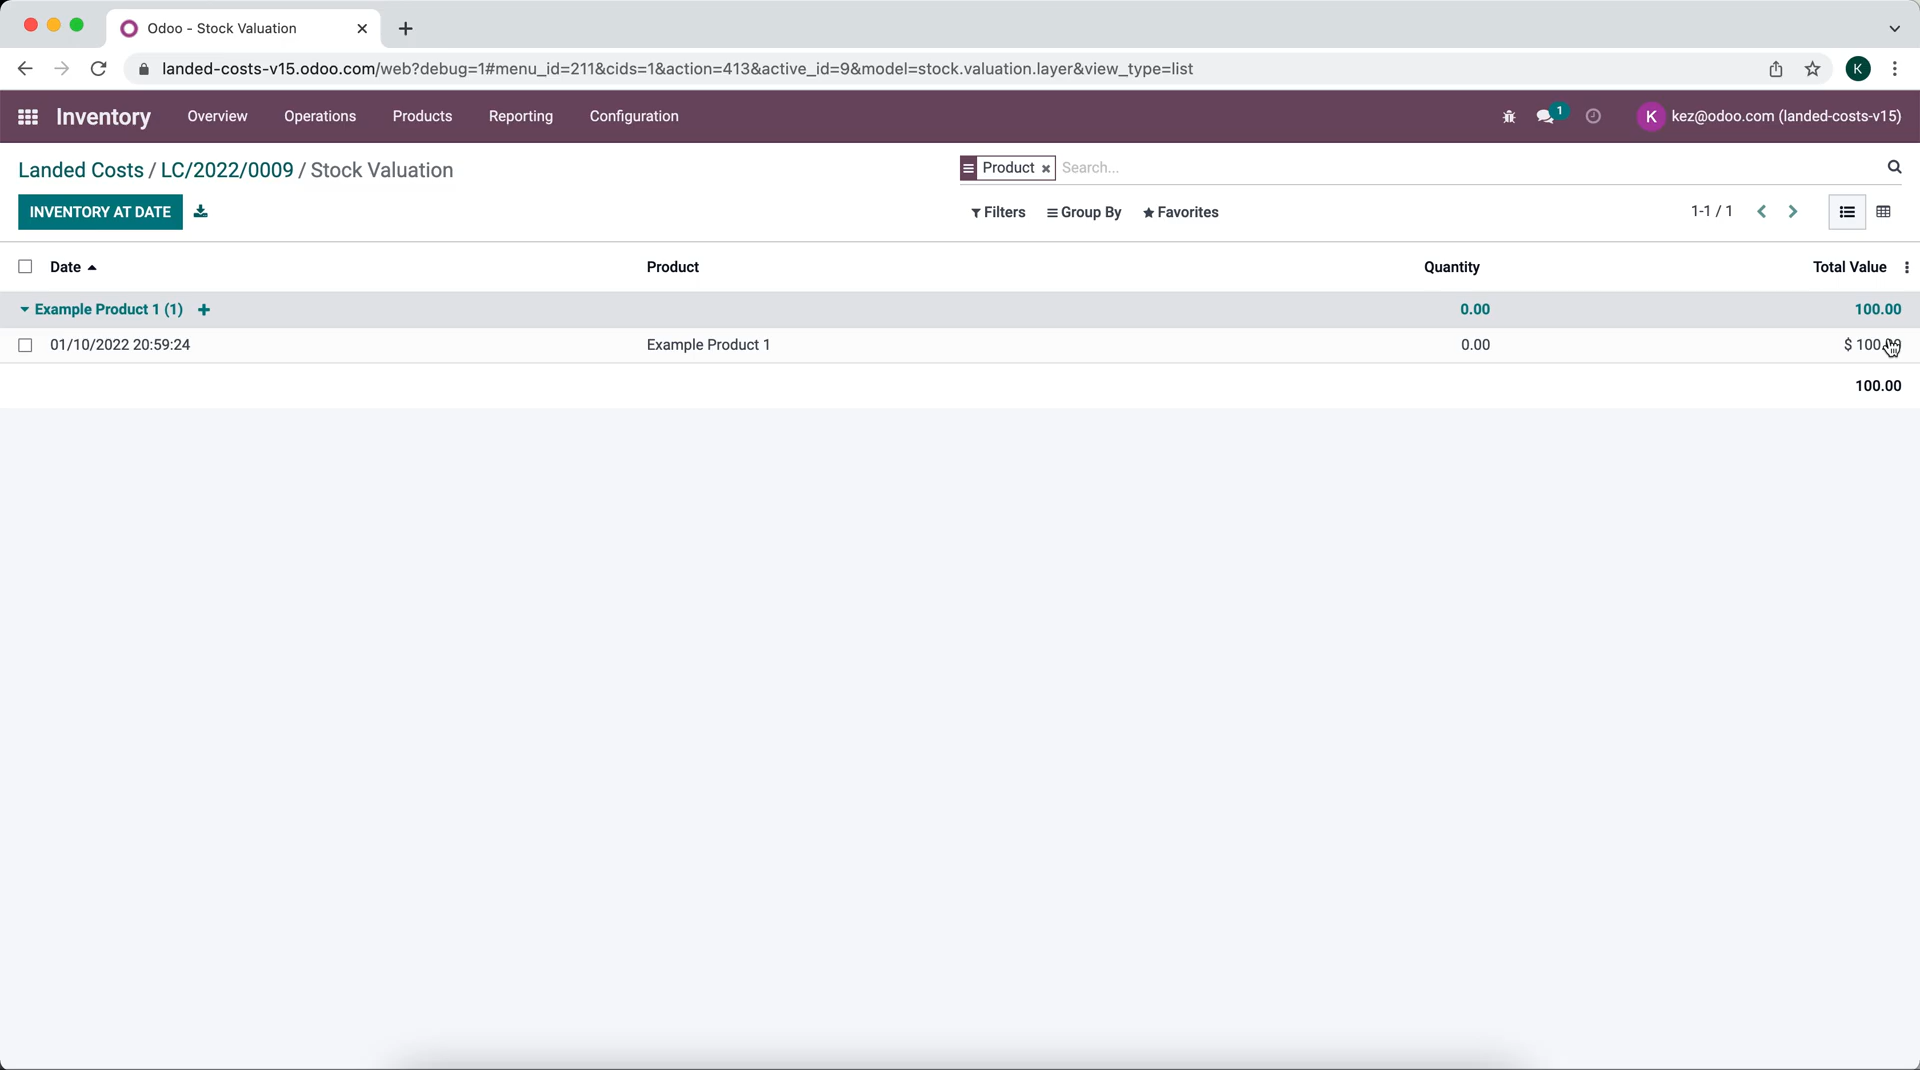 Odoo - Stock Valuation
landed-costs-v15.odoo.com/web?debug=1#menu_id=211&cids=1&action=413&active_id=9&model=stock.valuation.layer&view_type=list
K
Inventory Overview Operations Products Reporting Configuration
1
K kez@odoo.com (landed-costs-v15)
Landed Costs / LC/2022/0009 / Stock Valuation
Product Search...
INVENTORY AT DATE
Filters Group By Favorites
1-1 / 1
Date Product Quantity Total Value
Example Product 1 (1) 0.00 100.00
01/10/2022 20:59:24 Example Product 1 0.00 $
100.00